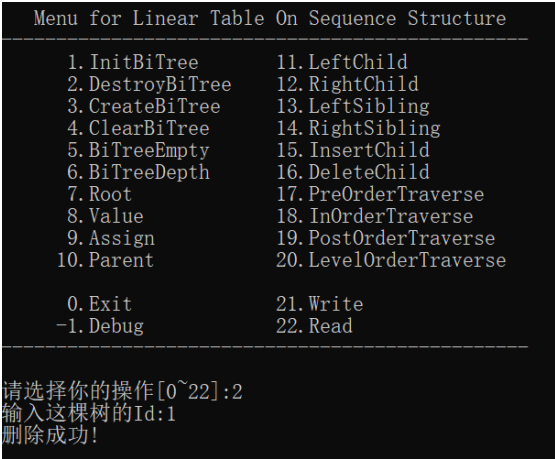 Menu for Linear Table On Sequence Structure
-------------------------------------------------
1.InitBiTree 11.LeftChild
2.DestroyBiTree 12.RightChild
3.CreateBiTree 13.LeftSibling
4.ClearBiTree 14.RightSibling
5.BiTreeEmpty 15.InsertChild
6.BiTreeDepth 16.DeleteChild
7.Root 17.PreOrderTraverse
8.Value 18.InOrderTraverse
9.Assign 19.PostOrderTraverse
10.Parent 20.LevelOrderTraverse
0.Exit 21.Write
-1.Debug 22.Read
-------------------------------------------------
请选择你的操作[0~22]:2
输入这棵树的Id:1
删除成功!